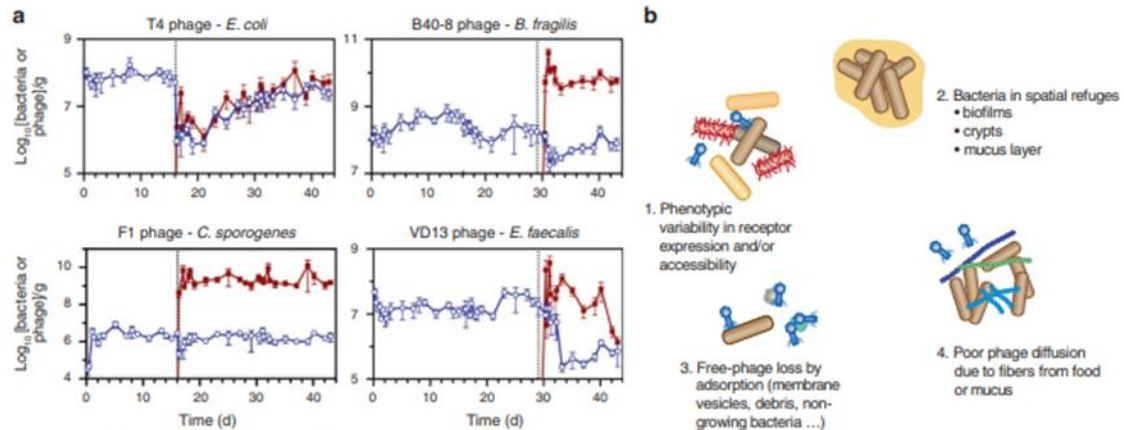 a
T4 phage - E. coli
B40-8 phage - B. fragilis
Log10[bacteria or
phage]/g
9
7
5
0
20
40
11
9
7
0
10
20
30
40
F1 phage - C. sporogenes
VD13 phage - E. faecalis
Log10[bacteria or
phage]/g
10
8
6
4
0
20
40
9
7
5
0
10
20
30
40
Time (d)
Time (d)
b
1. Phenotypic
variability in receptor
expression and/or
accessibility
2. Bacteria in spatial refuges
• biofilms
• crypts
• mucus layer
3. Free-phage loss by
adsorption (membrane
vesicles, debris, non-
growing bacteria ...)
4. Poor phage diffusion
due to fibers from food
or mucus